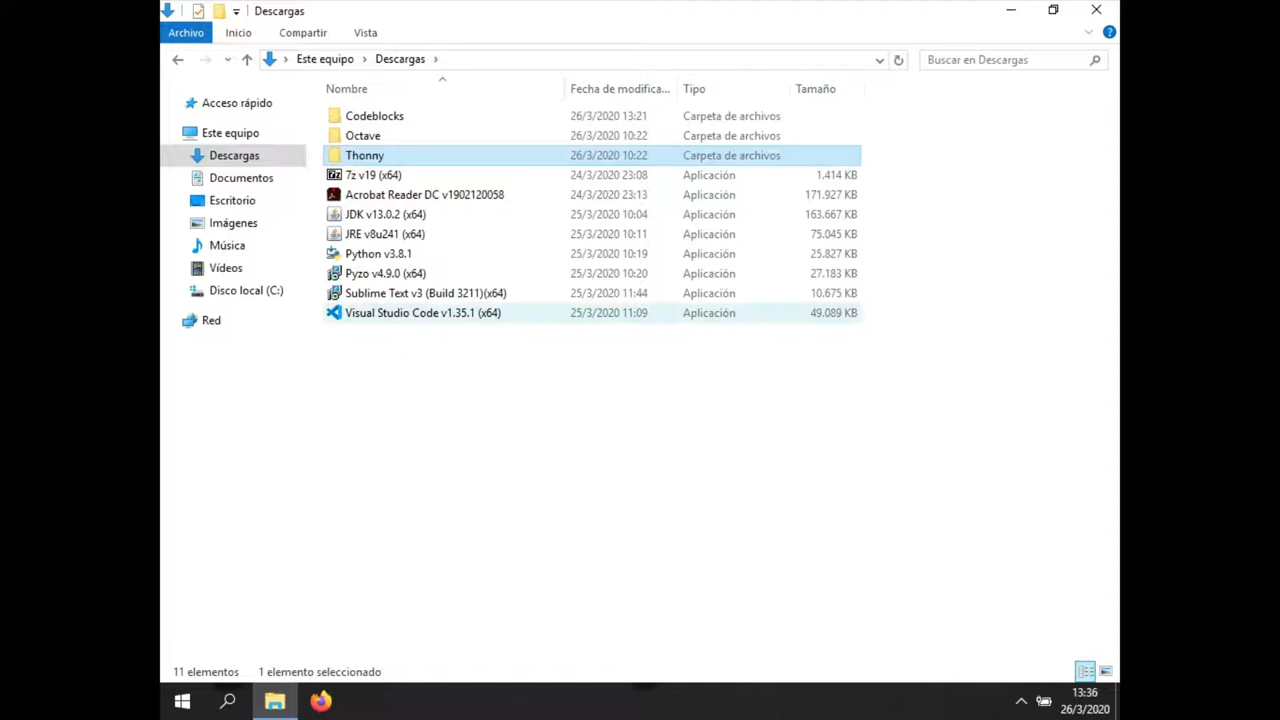 Descargas
Archivo Inicio Compartir Vista
Este equipo Descargas Buscar en Descargas
Nombre Fecha de modifica... Tipo Tamaño
Acceso rápido
Este equipo
Descargas
Documentos
Escritorio
Imágenes
Música
Vídeos
Disco local (C:)
Red
Codeblocks 26/3/2020 13:21 Carpeta de archivos
Octave 26/3/2020 10:22 Carpeta de archivos
Thonny 26/3/2020 10:22 Carpeta de archivos
7z v19 (x64) 24/3/2020 23:08 Aplicación 1.414 KB
Acrobat Reader DC v1902120058 24/3/2020 23:13 Aplicación 171.927 KB
JDK v13.0.2 (x64) 25/3/2020 10:04 Aplicación 163.667 KB
JRE v8u241 (x64) 25/3/2020 10:11 Aplicación 75.045 KB
Python v3.8.1 25/3/2020 10:19 Aplicación 25.827 KB
Pyzo v4.9.0 (x64) 25/3/2020 10:20 Aplicación 27.183 KB
Sublime Text v3 (Build 3211)(x64) 25/3/2020 11:44 Aplicación 10.675 KB
Visual Studio Code v1.35.1 (x64) 25/3/2020 11:09 Aplicación 49.089 KB
11 elementos 1 elemento seleccionado
13:36
26/3/2020